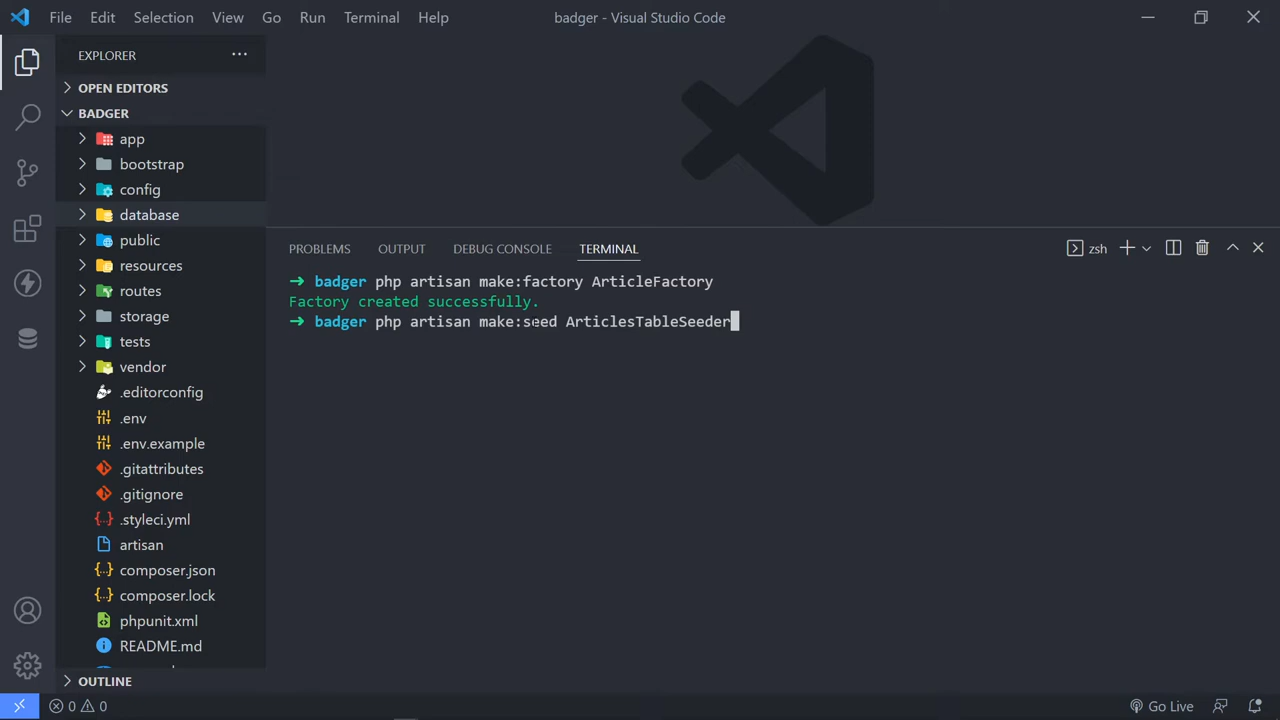 File Edit Selection View Go Run Terminal Help
badger - Visual Studio Code
EXPLORER
OPEN EDITORS
BADGER
app
bootstrap
config
database
public
resources
routes
storage
tests
vendor
.editorconfig
.env
.env.example
.gitattributes
.gitignore
.styleci.yml
artisan
composer.json
composer.lock
phpunit.xml
README.md
OUTLINE
PROBLEMS OUTPUT DEBUG CONSOLE TERMINAL
zsh
➜ badger php artisan make:factory ArticleFactory
Factory created successfully.
➜ badger php artisan make:seed ArticlesTableSeeder
0 0
Go Live